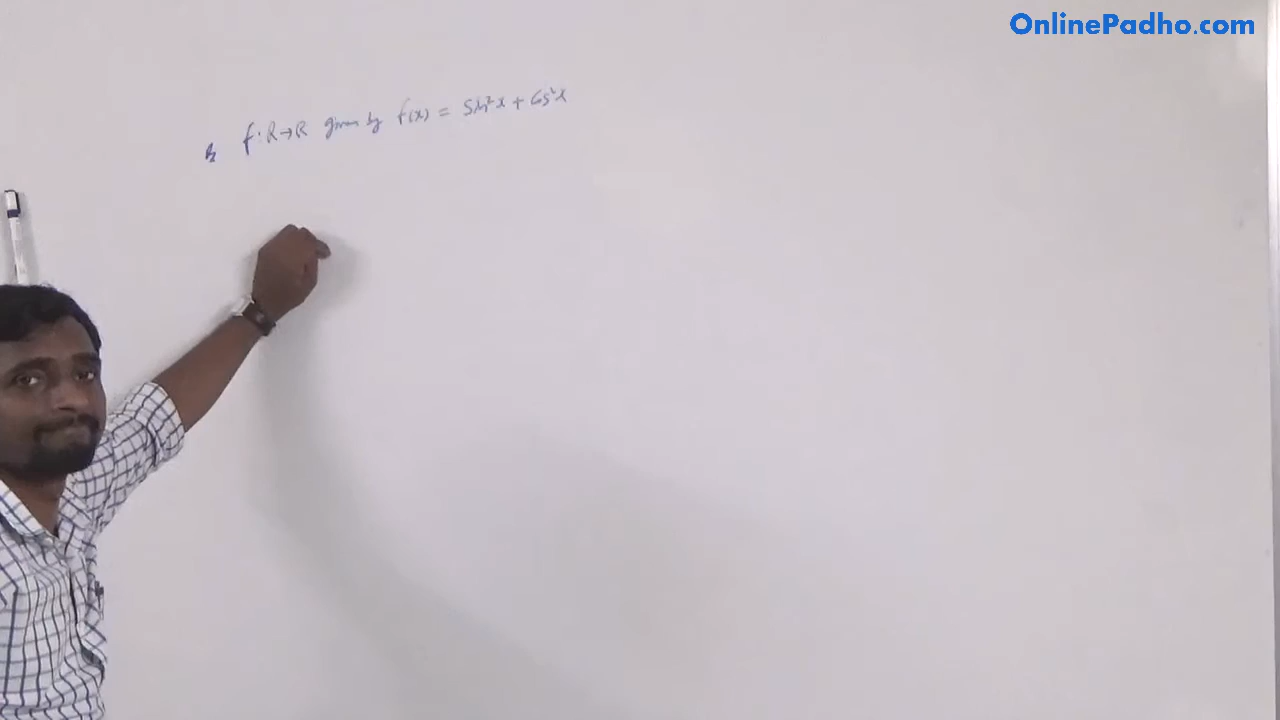 OnlinePadho.com
f: R→R given by f(x) = Sin²x + Cos²x